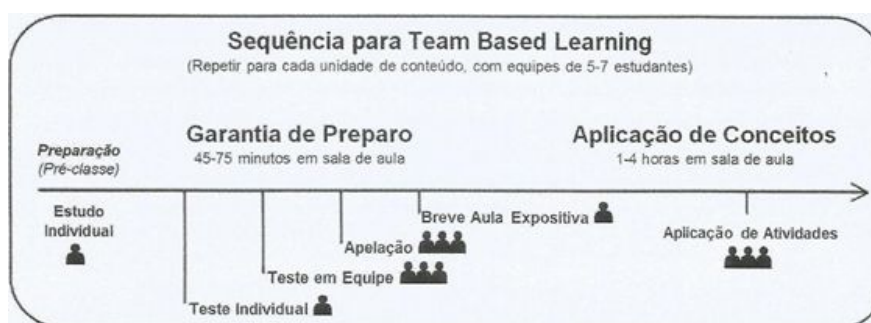 Sequência para Team Based Learning
(Repetir para cada unidade de conteúdo, com equipes de 5-7 estudantes)
Preparação
(Pré-classe)
Garantia de Preparo
45-75 minutos em sala de aula
Aplicação de Conceitos
1-4 horas em sala de aula
Estudo
Individual
Teste Individual
Teste em Equipe
Apelação
Breve Aula Expositiva
Aplicação de Atividades